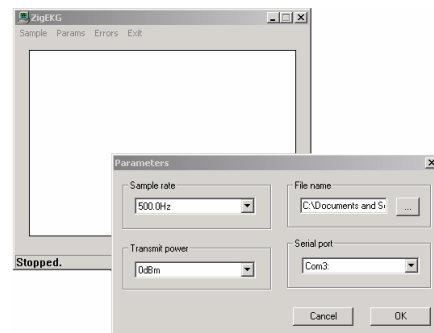 ZigEKG
Sample Params Errors Exit
Parameters
Sample rate
500.0Hz
File name
C:\Documents and Se
...
Transmit power
0dBm
Serial port
Com3:
Stopped.
Cancel OK